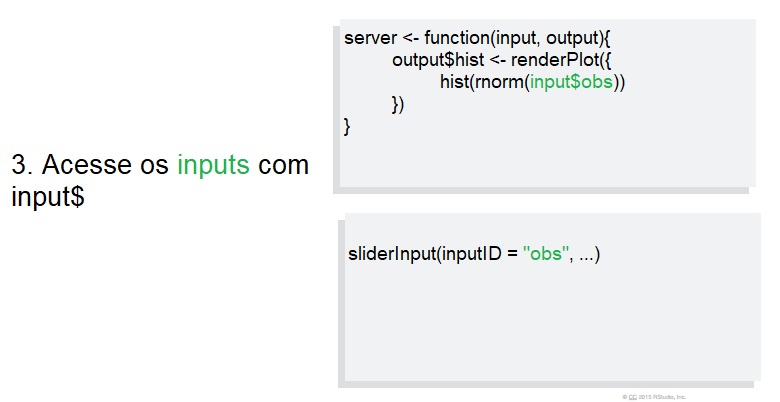 3. Acesse os inputs com
input$
server <- function(input, output){
output$hist <- renderPlot({
hist(rnorm(input$obs))
})
}
sliderInput(inputID = "obs", ...)
© CC 2015 RStudio, Inc.